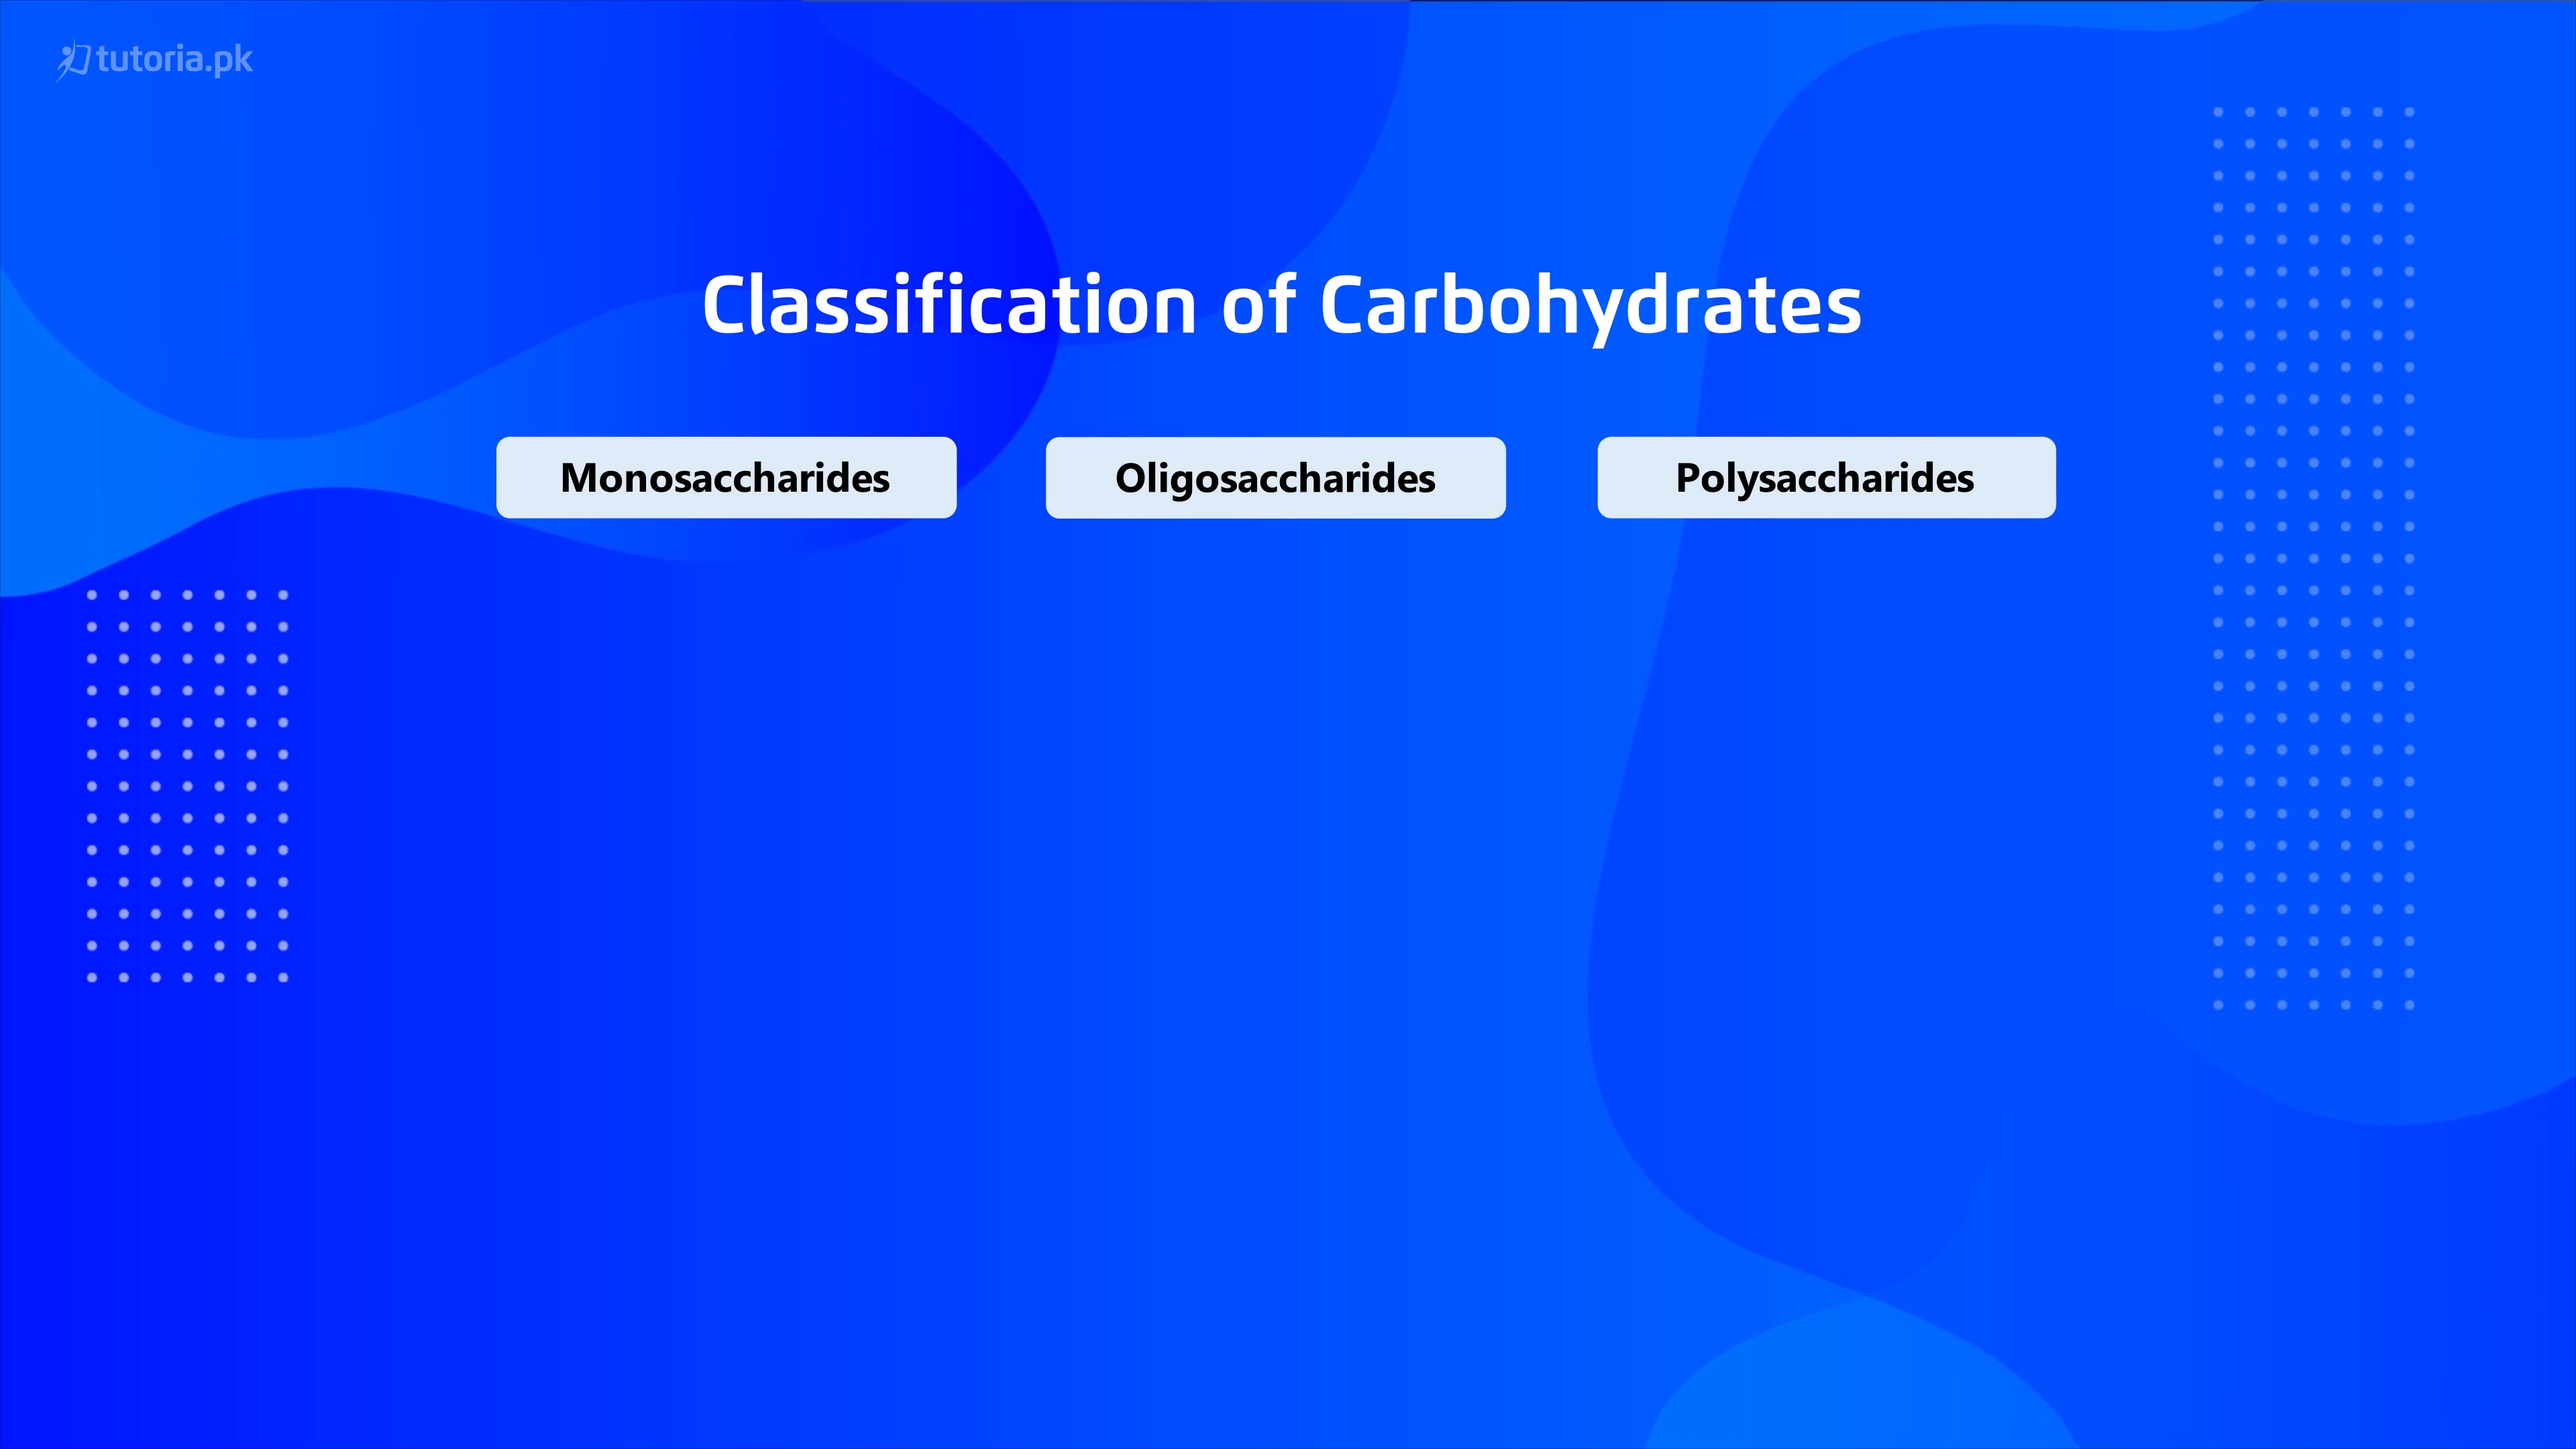 tutoria.pk
Classification of Carbohydrates
Monosaccharides
Oligosaccharides
Polysaccharides